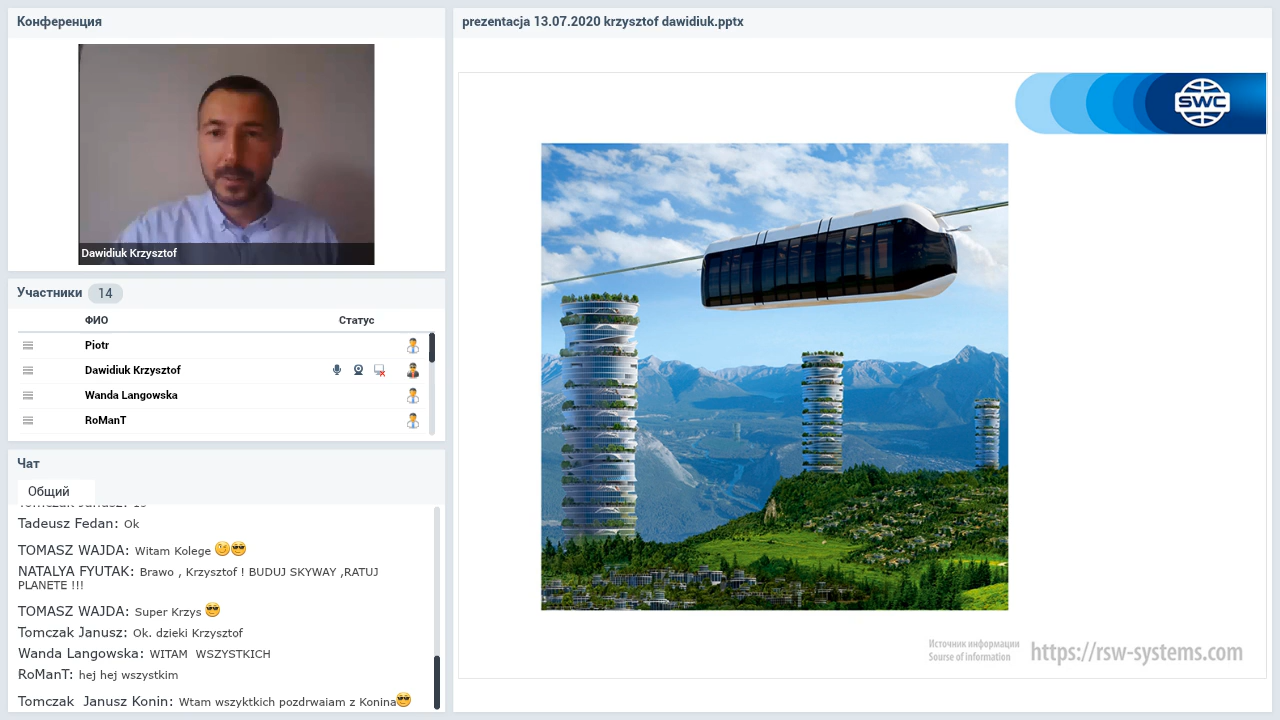 Конференция
Dawidiuk Krzysztof
Участники 14
ФИО Статус
Piotr
Dawidiuk Krzysztof
Wanda Langowska
RoManT
Чат
Общий
Tadeusz Fedan: Ok
TOMASZ WAJDA: Witam Kolege
NATALYA FYUTAK: Brawo , Krzysztof ! BUDUJ SKYWAY ,RATUJ
PLANETE !!!
TOMASZ WAJDA: Super Krzys
Tomczak Janusz: Ok. dzieki Krzysztof
Wanda Langowska: WITAM  WSZYSTKICH
RoManT: hej hej wszystkim
Tomczak  Janusz Konin: Wtam wszyktkich pozdrwaiam z Konina
prezentacja 13.07.2020 krzysztof dawidiuk.pptx
SWC
Источник информации
Sourse of information
https://rsw-systems.com